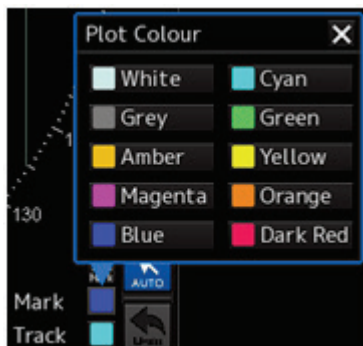 Plot Colour
White
Cyan
Grey
Green
Amber
Yellow
Magenta
Orange
Blue
Dark Red
130
AUTO
Mark
Track